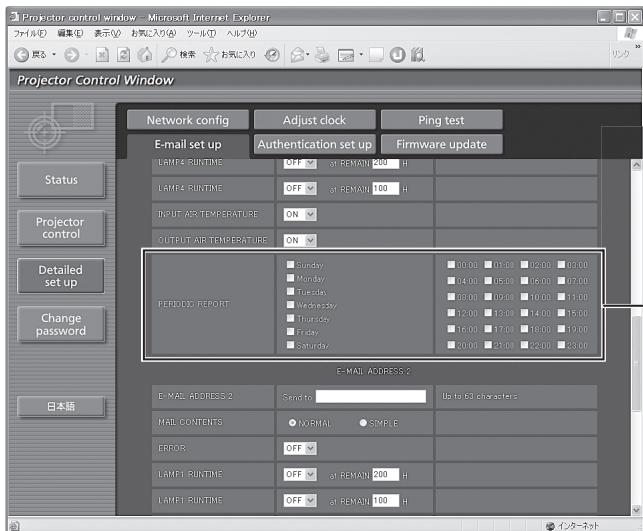 Projector control window - Microsoft Internet Explorer
ファイル(F) 編集(E) 表示(V) お気に入り(A) ツール(T) ヘルプ(H)
戻る 検索 お気に入り リンク »
Projector Control Window
Network config Adjust clock Ping test
E-mail set up Authentication set up Firmware update
Status
Projector control
Detailed set up
Change password
日本語
LAMP4 RUNTIME OFF at REMAIN 200 H
LAMP4 RUNTIME OFF at REMAIN 100 H
INPUT AIR TEMPERATURE ON
OUTPUT AIR TEMPERATURE ON
PERIODIC REPORT
Sunday
Monday
Tuesday
Wednesday
Thursday
Friday
Saturday
00:00 01:00 02:00 03:00
04:00 05:00 06:00 07:00
08:00 09:00 10:00 11:00
12:00 13:00 14:00 15:00
16:00 17:00 18:00 19:00
20:00 21:00 22:00 23:00
E-MAIL ADDRESS 2
E-MAIL ADDRESS 2 Send to Up to 63 characters
MAIL CONTENTS NORMAL SIMPLE
ERROR OFF
LAMP1 RUNTIME OFF at REMAIN 200 H
LAMP1 RUNTIME OFF at REMAIN 100 H
インターネット